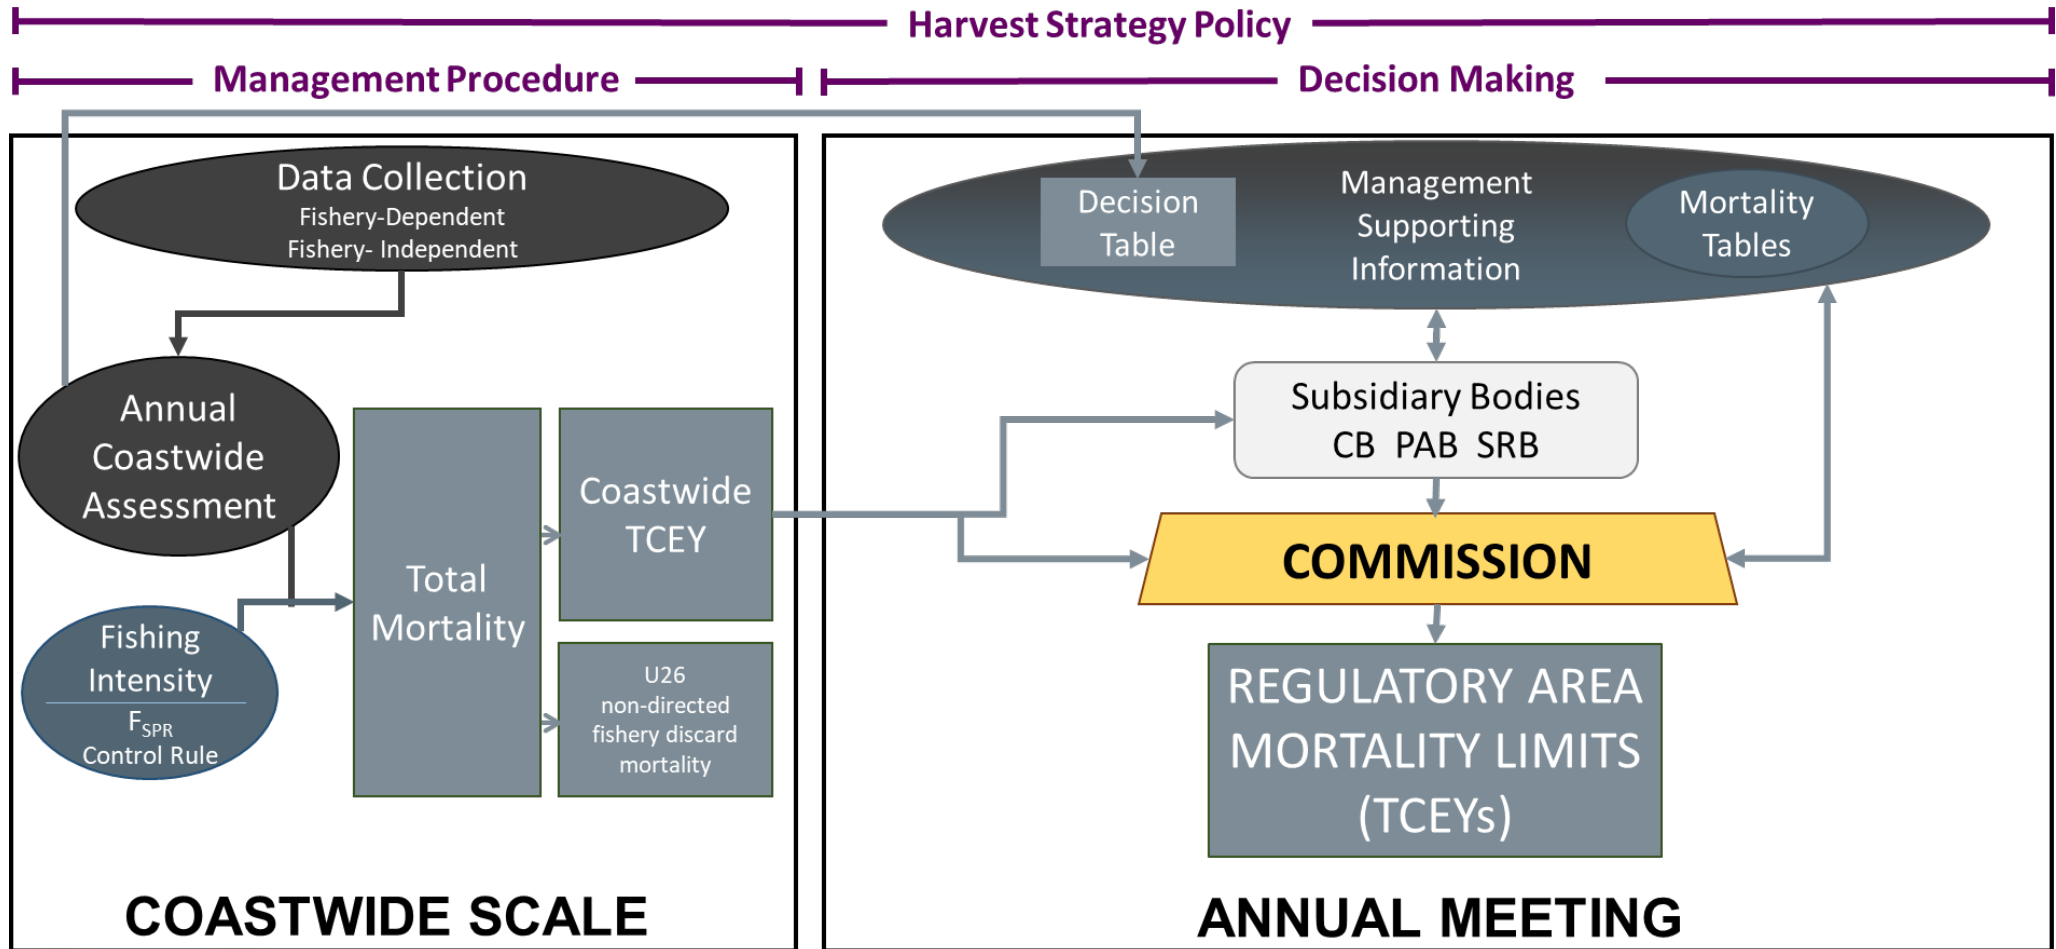 Harvest Strategy Policy
Management Procedure
Decision Making
Data Collection
Fishery-Dependent
Fishery- Independent
Annual
Coastwide
Assessment
Fishing
Intensity
F_SPR
Control Rule
Total
Mortality
Coastwide
TCEY
U26
non-directed
fishery discard
mortality
COASTWIDE SCALE
Decision
Table
Management
Supporting
Information
Mortality
Tables
Subsidiary Bodies
CB PAB SRB
COMMISSION
REGULATORY AREA
MORTALITY LIMITS
(TCEYs)
ANNUAL MEETING